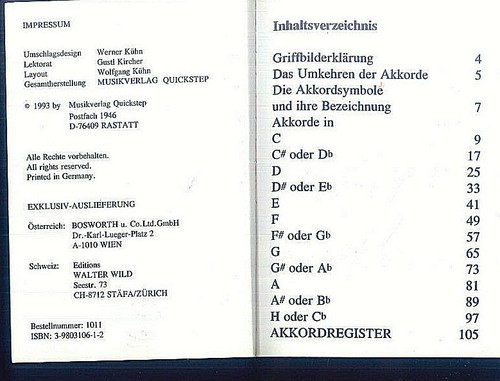 IMPRESSUM
Umschlagsdesign Werner Kühn
Lektorat Gustl Kircher
Layout Wolfgang Kühn
Gesamtherstellung MUSIKVERLAG QUICKSTEP
© 1993 by Musikverlag Quickstep
Postfach 1946
D-76409 RASTATT
Alle Rechte vorbehalten.
All rights reserved.
Printed in Germany.
EXKLUSIV-AUSLIEFERUNG
Österreich: BOSWORTH u. Co.Ltd.GmbH
Dr.-Karl-Lueger-Platz 2
A-1010 WIEN
Schweiz: Editions
WALTER WILD
Seestr. 73
CH-8712 STÄFA/ZÜRICH
Bestellnummer: 1011
ISBN: 3-9803106-1-2
Inhaltsverzeichnis
Griffbilderklärung 4
Das Umkehren der Akkorde 5
Die Akkordsymbole
und ihre Bezeichnung 7
Akkorde in
C 9
C# oder Db 17
D 25
D# oder Eb 33
E 41
F 49
F# oder Gb 57
G 65
G# oder Ab 73
A 81
A# oder Bb 89
H oder Cb 97
AKKORDREGISTER 105